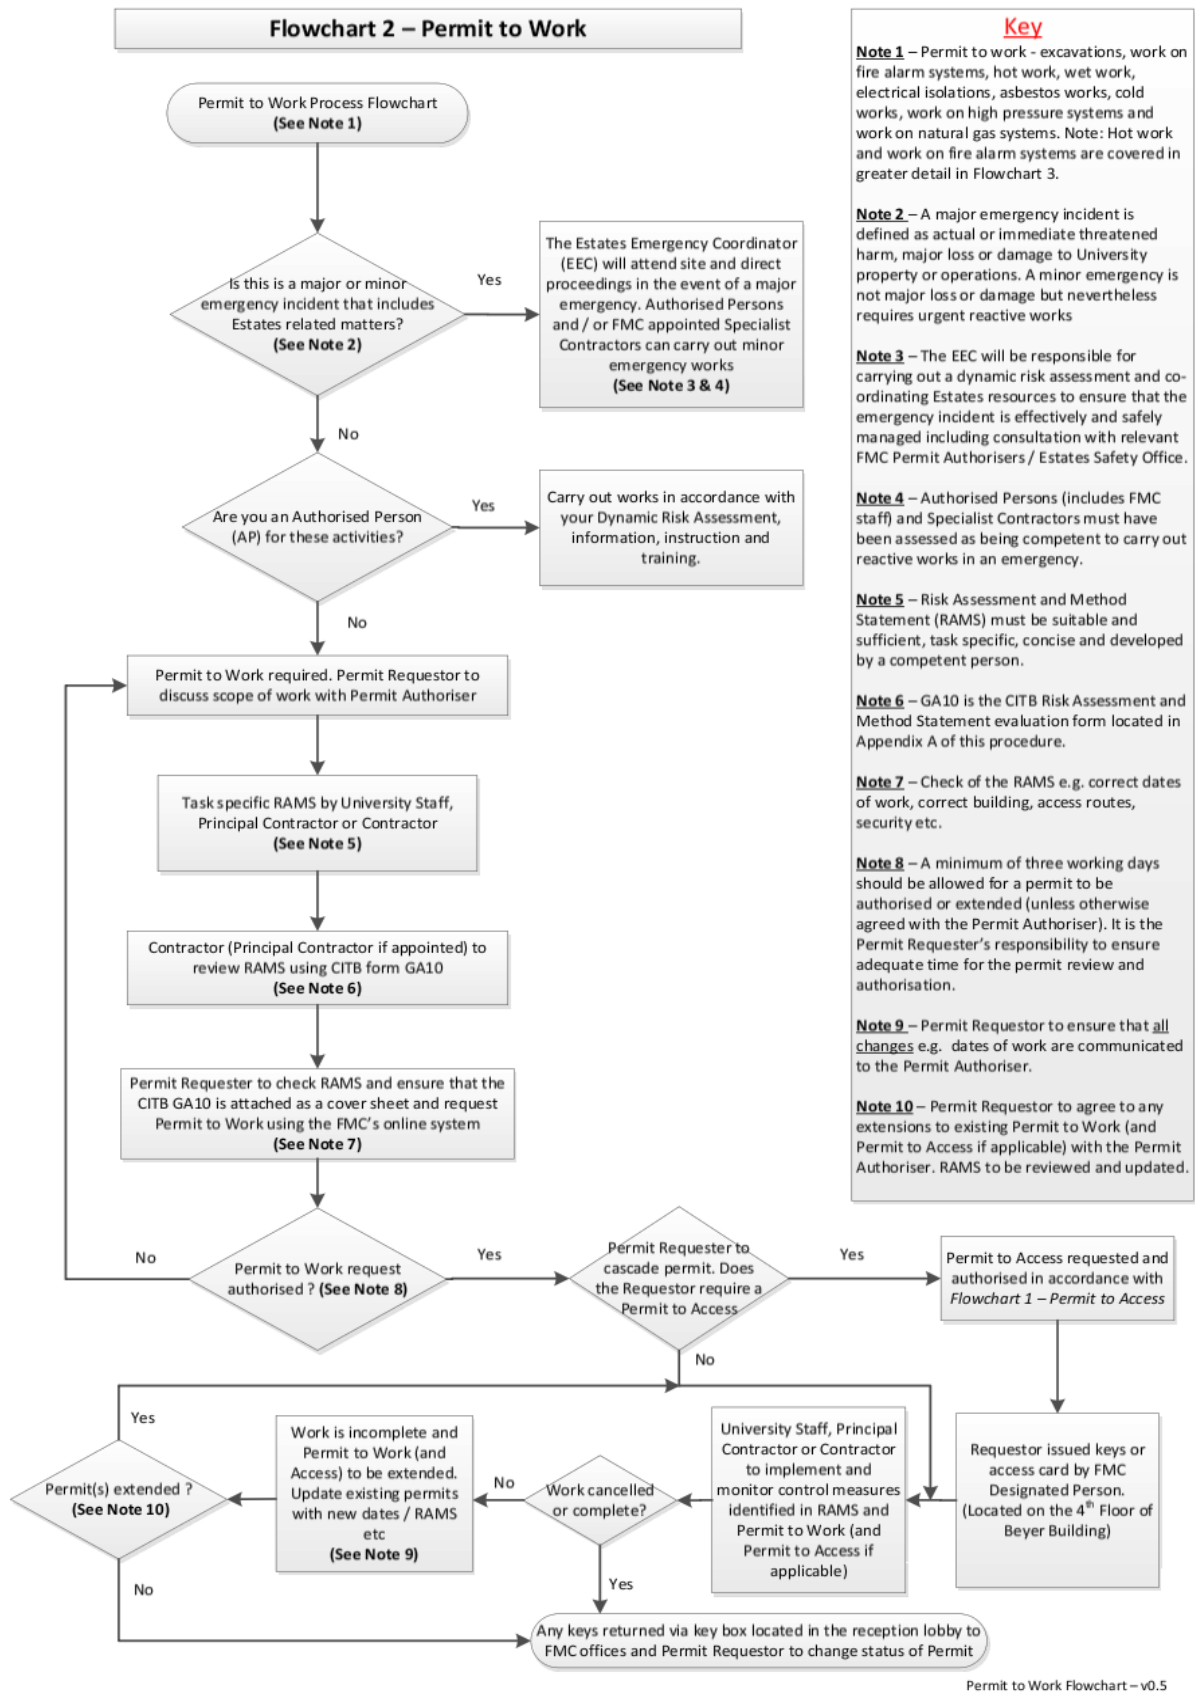 Flowchart 2 – Permit to Work
Permit to Work Process Flowchart
(See Note 1)
Is this is a major or minor
emergency incident that includes
Estates related matters?
(See Note 2)
Yes
The Estates Emergency Coordinator
(EEC) will attend site and direct
proceedings in the event of a major
emergency. Authorised Persons
and / or FMC appointed Specialist
Contractors can carry out minor
emergency works
(See Note 3 & 4)
No
Are you an Authorised Person
(AP) for these activities?
Yes
Carry out works in accordance with
your Dynamic Risk Assessment,
information, instruction and
training.
No
Permit to Work required. Permit Requestor to
discuss scope of work with Permit Authoriser
Task specific RAMS by University Staff,
Principal Contractor or Contractor
(See Note 5)
Contractor (Principal Contractor if appointed) to
review RAMS using CITB form GA10
(See Note 6)
Permit Requester to check RAMS and ensure that the
CITB GA10 is attached as a cover sheet and request
Permit to Work using the FMC's online system
(See Note 7)
No
Permit to Work request
authorised ? (See Note 8)
Yes
Permit Requester to
cascade permit. Does
the Requestor require a
Permit to Access
Yes
Permit to Access requested and
authorised in accordance with
Flowchart 1 – Permit to Access
No
Yes
Permit(s) extended ?
(See Note 10)
No
Work is incomplete and
Permit to Work (and
Access) to be extended.
Update existing permits
with new dates / RAMS
etc
(See Note 9)
No
Work cancelled
or complete?
Yes
University Staff, Principal
Contractor or Contractor
to implement and
monitor control measures
identified in RAMS and
Permit to Work (and
Permit to Access if
applicable)
Requestor issued keys or
access card by FMC
Designated Person.
(Located on the 4th Floor of
Beyer Building)
Any keys returned via key box located in the reception lobby to
FMC offices and Permit Requestor to change status of Permit
Key
Note 1 – Permit to work - excavations, work on
fire alarm systems, hot work, wet work,
electrical isolations, asbestos works, cold
works, work on high pressure systems and
work on natural gas systems. Note: Hot work
and work on fire alarm systems are covered in
greater detail in Flowchart 3.
Note 2 – A major emergency incident is
defined as actual or immediate threatened
harm, major loss or damage to University
property or operations. A minor emergency is
not major loss or damage but nevertheless
requires urgent reactive works
Note 3 – The EEC will be responsible for
carrying out a dynamic risk assessment and co-
ordinating Estates resources to ensure that the
emergency incident is effectively and safely
managed including consultation with relevant
FMC Permit Authorisers / Estates Safety Office.
Note 4 – Authorised Persons (includes FMC
staff) and Specialist Contractors must have
been assessed as being competent to carry out
reactive works in an emergency.
Note 5 – Risk Assessment and Method
Statement (RAMS) must be suitable and
sufficient, task specific, concise and developed
by a competent person.
Note 6 – GA10 is the CITB Risk Assessment and
Method Statement evaluation form located in
Appendix A of this procedure.
Note 7 – Check of the RAMS e.g. correct dates
of work, correct building, access routes,
security etc.
Note 8 – A minimum of three working days
should be allowed for a permit to be
authorised or extended (unless otherwise
agreed with the Permit Authoriser). It is the
Permit Requester's responsibility to ensure
adequate time for the permit review and
authorisation.
Note 9 – Permit Requestor to ensure that all
changes e.g. dates of work are communicated
to the Permit Authoriser.
Note 10 – Permit Requestor to agree to any
extensions to existing Permit to Work (and
Permit to Access if applicable) with the Permit
Authoriser. RAMS to be reviewed and updated.
Permit to Work Flowchart – v0.5